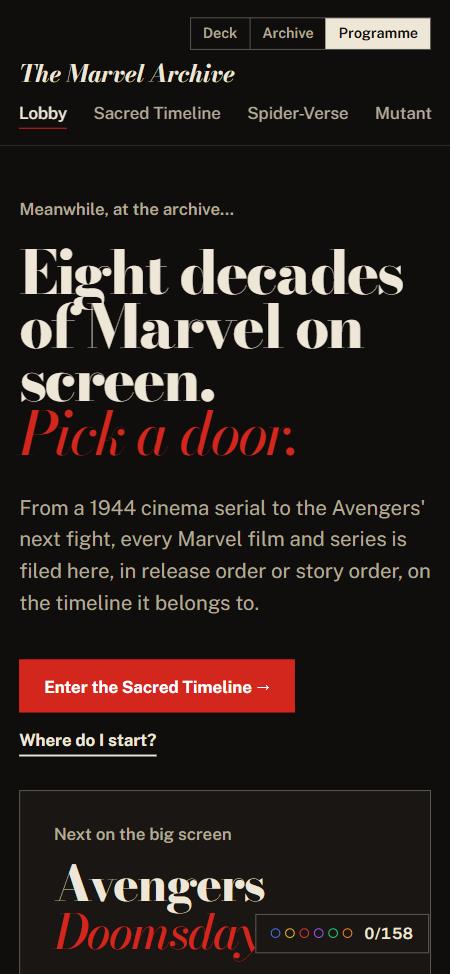 Deck Archive Programme
The Marvel Archive
Lobby Sacred Timeline Spider-Verse Mutant
Meanwhile, at the archive...
Eight decades
of Marvel on
screen.
Pick a door.
From a 1944 cinema serial to the Avengers'
next fight, every Marvel film and series is
filed here, in release order or story order, on
the timeline it belongs to.
Enter the Sacred Timeline →
Where do I start?
Next on the big screen
Avengers
Doomsday
0/158